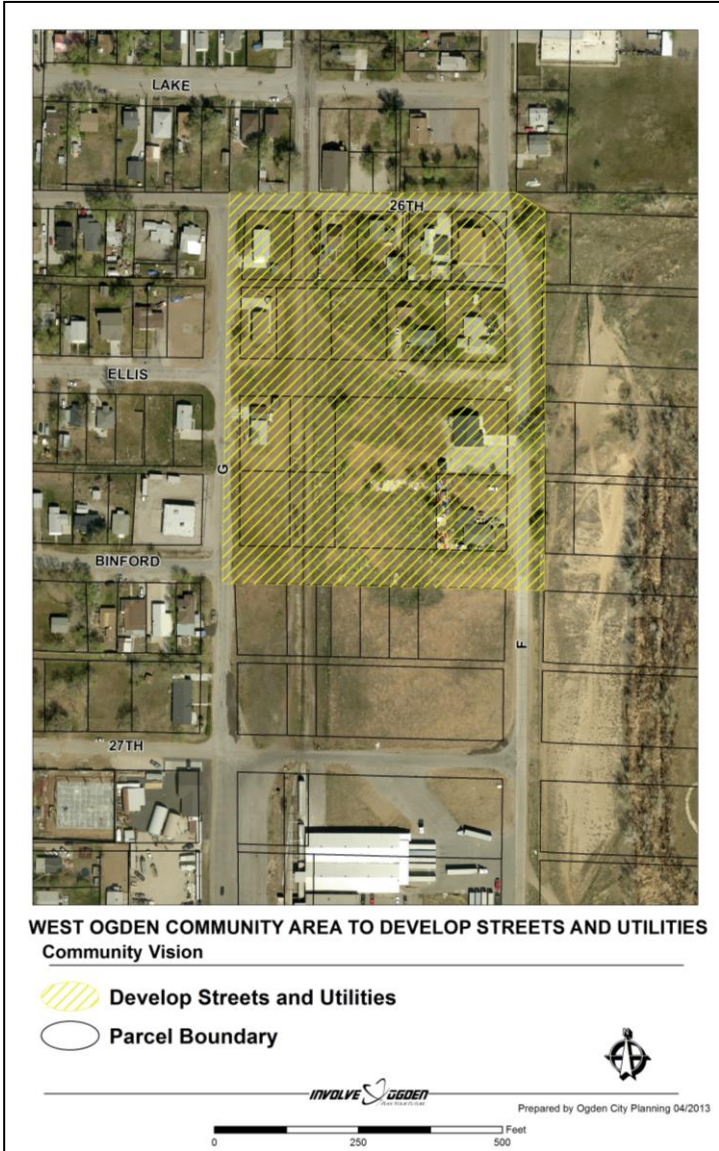 LAKE
26TH
ELLIS
G
BINFORD
F
27TH
WEST OGDEN COMMUNITY AREA TO DEVELOP STREETS AND UTILITIES
Community Vision
Develop Streets and Utilities
Parcel Boundary
INVOLVE OGDEN
Prepared by Ogden City Planning 04/2013
Feet
0 250 500